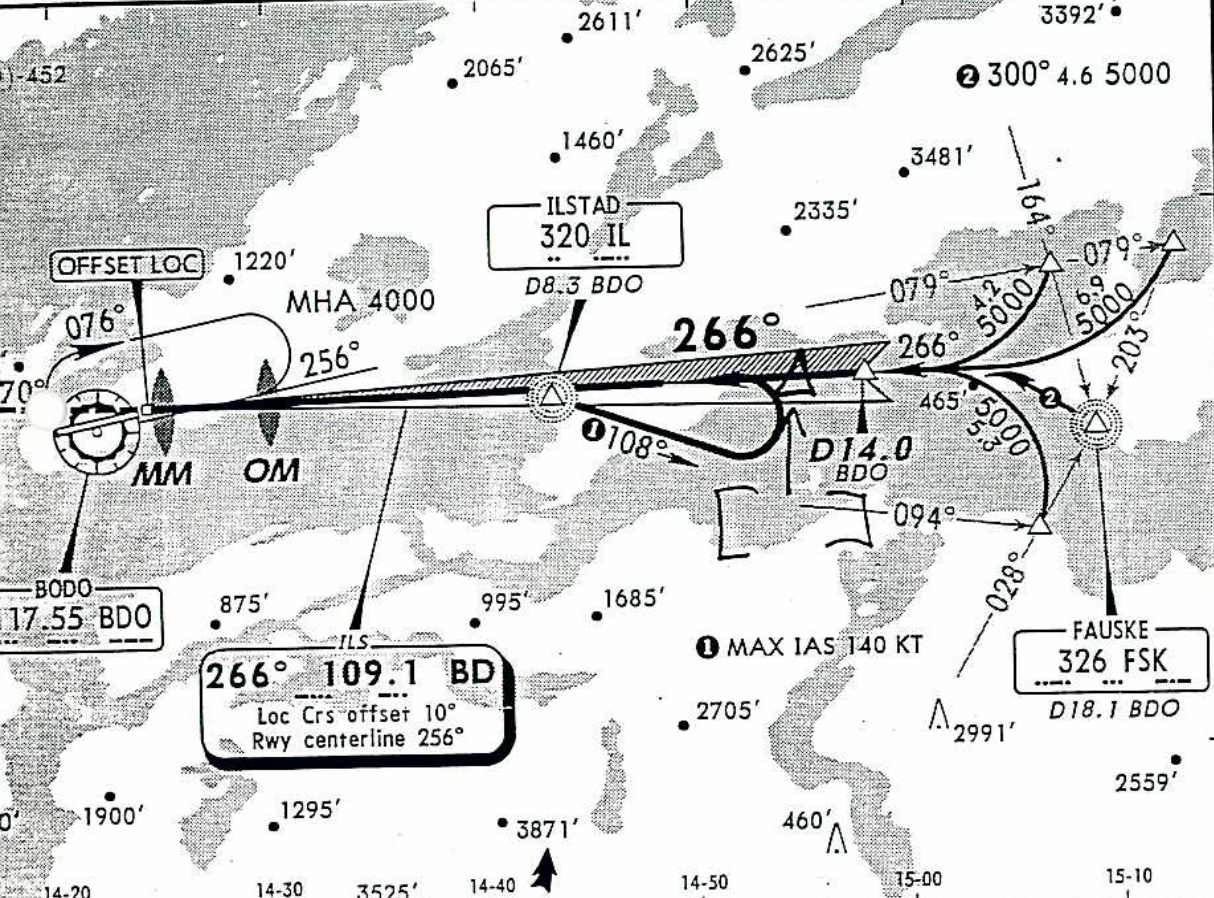 2611'
3392'
)-452
2065'
2625'
❷ 300° 4.6 5000
1460'
3481'
164°
ILSTAD
320 IL
D8.3 BDO
2335'
079°
OFFSET LOC
1220'
MHA 4000
079°
4.2
5000
6.9
5000
203°
076°
256°
266°
266°
70°
465'
5000
5.3
❷
❶ 108°
D14.0
BDO
MM
OM
094°
028°
BODO
117.55 BDO
875'
995'
1685'
FAUSKE
326 FSK
D18.1 BDO
ILS
266° 109.1 BD
Loc Crs offset 10°
Rwy centerline 256°
❶ MAX IAS 140 KT
2705'
2991'
2559'
0'
1900'
1295'
3871'
460'
14-20
14-30
3525'
14-40
14-50
15-00
15-10